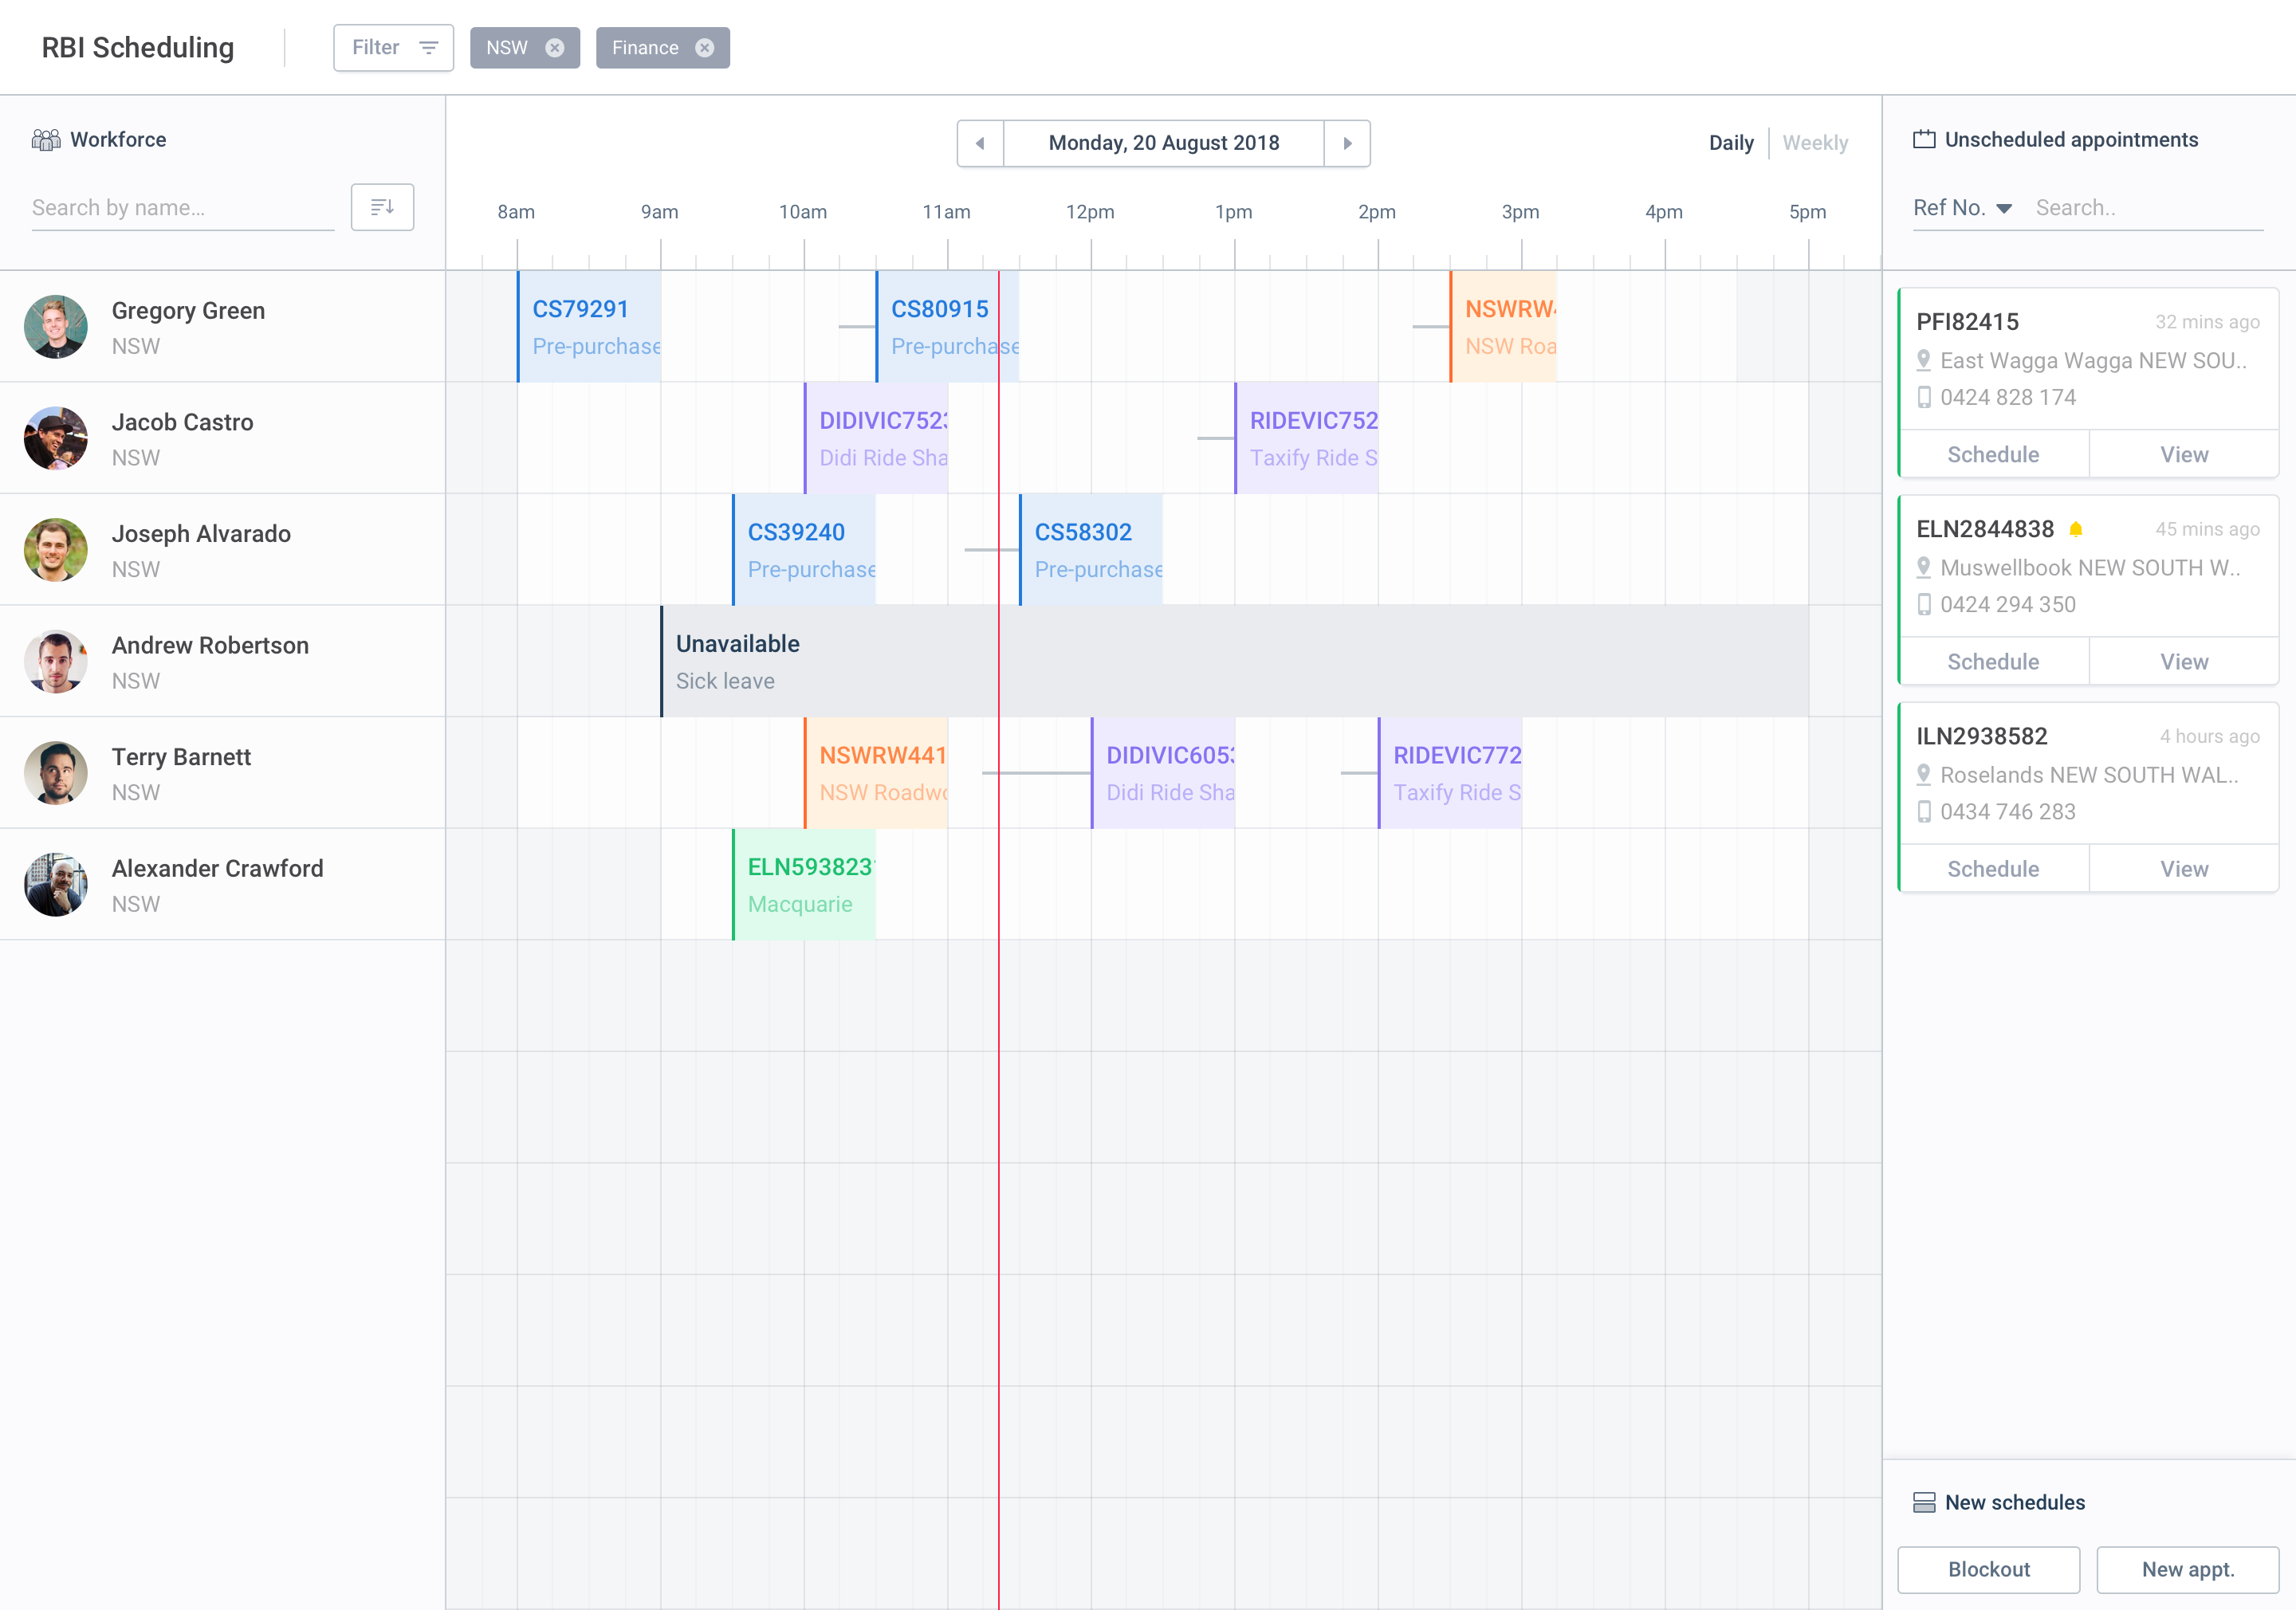 RBI Scheduling
Filter
NSW
Finance
Workforce
Search by name...
Monday, 20 August 2018
Daily
Weekly
8am 9am 10am 11am 12pm 1pm 2pm 3pm 4pm 5pm
Unscheduled appointments
Ref No.
Search..
Gregory Green
NSW
CS79291
Pre-purchase
CS80915
Pre-purchase
NSWRW
NSW Roa
Jacob Castro
NSW
DIDIVIC752
Didi Ride Sha
RIDEVIC752
Taxify Ride S
Joseph Alvarado
NSW
CS39240
Pre-purchase
CS58302
Pre-purchase
Andrew Robertson
NSW
Unavailable
Sick leave
Terry Barnett
NSW
NSWRW441
NSW Roadwo
DIDIVIC605
Didi Ride Sha
RIDEVIC772
Taxify Ride S
Alexander Crawford
NSW
ELN593823
Macquarie
PFI82415
32 mins ago
East Wagga Wagga NEW SOU..
0424 828 174
Schedule
View
ELN2844838
45 mins ago
Muswellbook NEW SOUTH W..
0424 294 350
Schedule
View
ILN2938582
4 hours ago
Roselands NEW SOUTH WAL..
0434 746 283
Schedule
View
New schedules
Blockout
New appt.